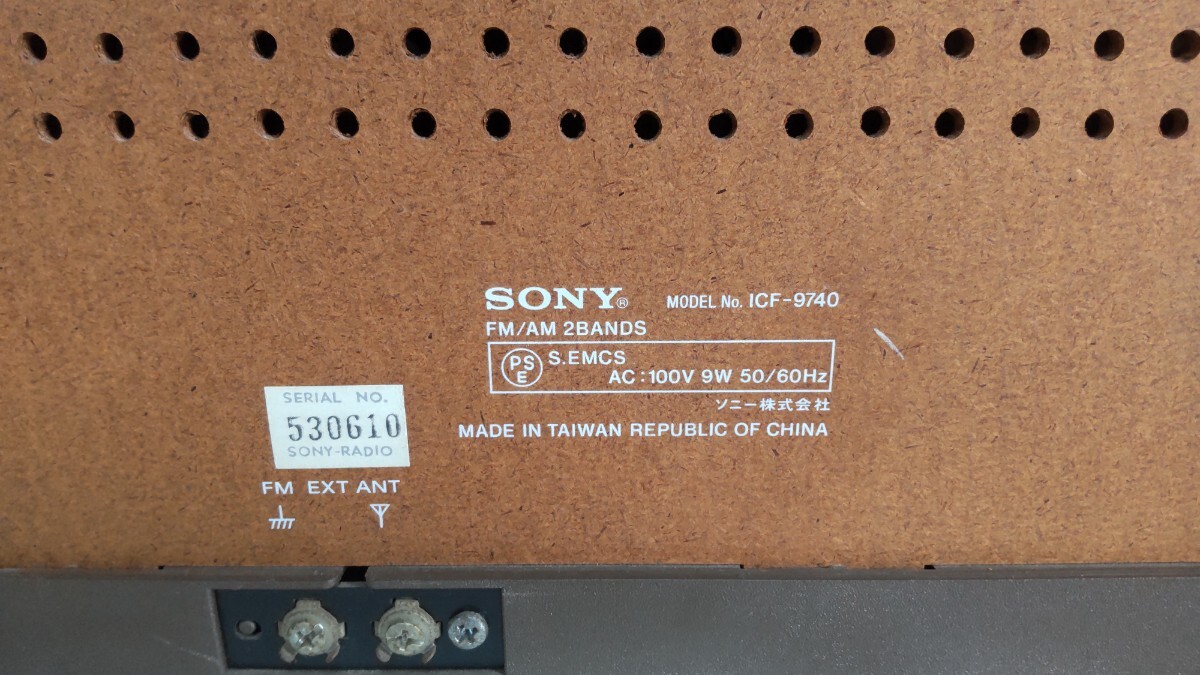 SONY® MODEL No. ICF-9740
FM/AM 2BANDS
PSE S.EMCS
AC:100V 9W 50/60Hz
ソニー株式会社
MADE IN TAIWAN REPUBLIC OF CHINA
SERIAL NO.
530610
SONY-RADIO
FM EXT ANT